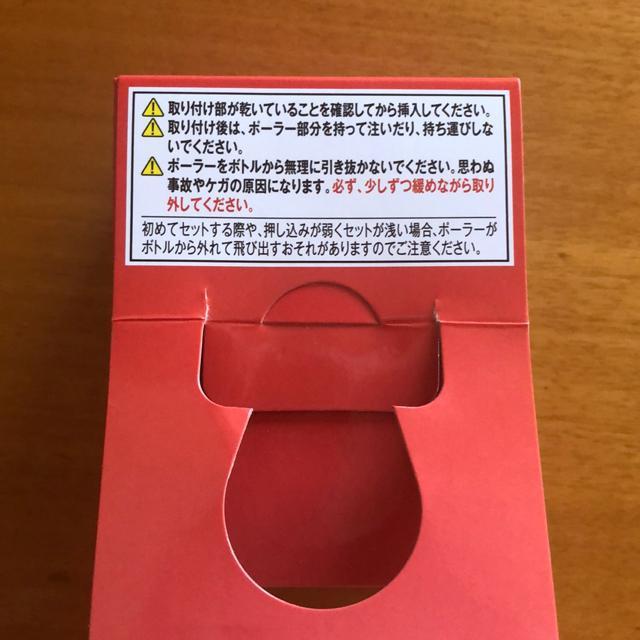 取り付け部が乾いていることを確認してから挿入してください。
取り付け後は、ポーラー部分を持って注いだり、持ち運びしな
いでください。
ポーラーをボトルから無理に引き抜かないでください。思わぬ
事故やケガの原因になります。必ず、少しずつ緩めながら取り
外してください。
初めてセットする際や、押し込みが弱くセットが浅い場合、ポーラーが
ボトルから外れて飛び出すおそれがありますのでご注意ください。